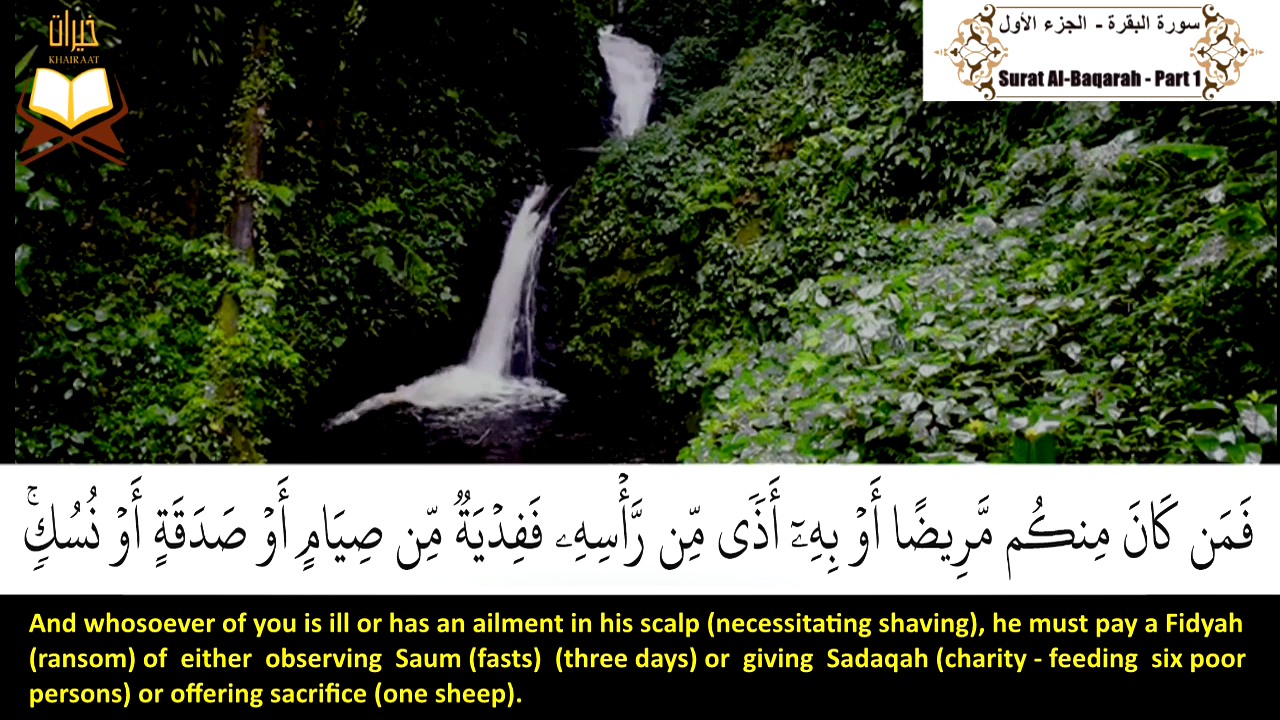 خيرات
KHAIRAAT
سورة البقرة - الجزء الأول
Surat Al-Baqarah - Part 1
فَمَن كَانَ مِنكُم مَّرِيضًا أَوۡ بِهِۦٓ أَذٗى مِّن رَّأۡسِهِۦ فَفِدۡيَةٞ مِّن صِيَامٍ أَوۡ صَدَقَةٍ أَوۡ نُسُكٖۚ
And whosoever of you is ill or has an ailment in his scalp (necessitating shaving), he must pay a Fidyah
(ransom) of either observing Saum (fasts) (three days) or giving Sadaqah (charity - feeding six poor
persons) or offering sacrifice (one sheep).